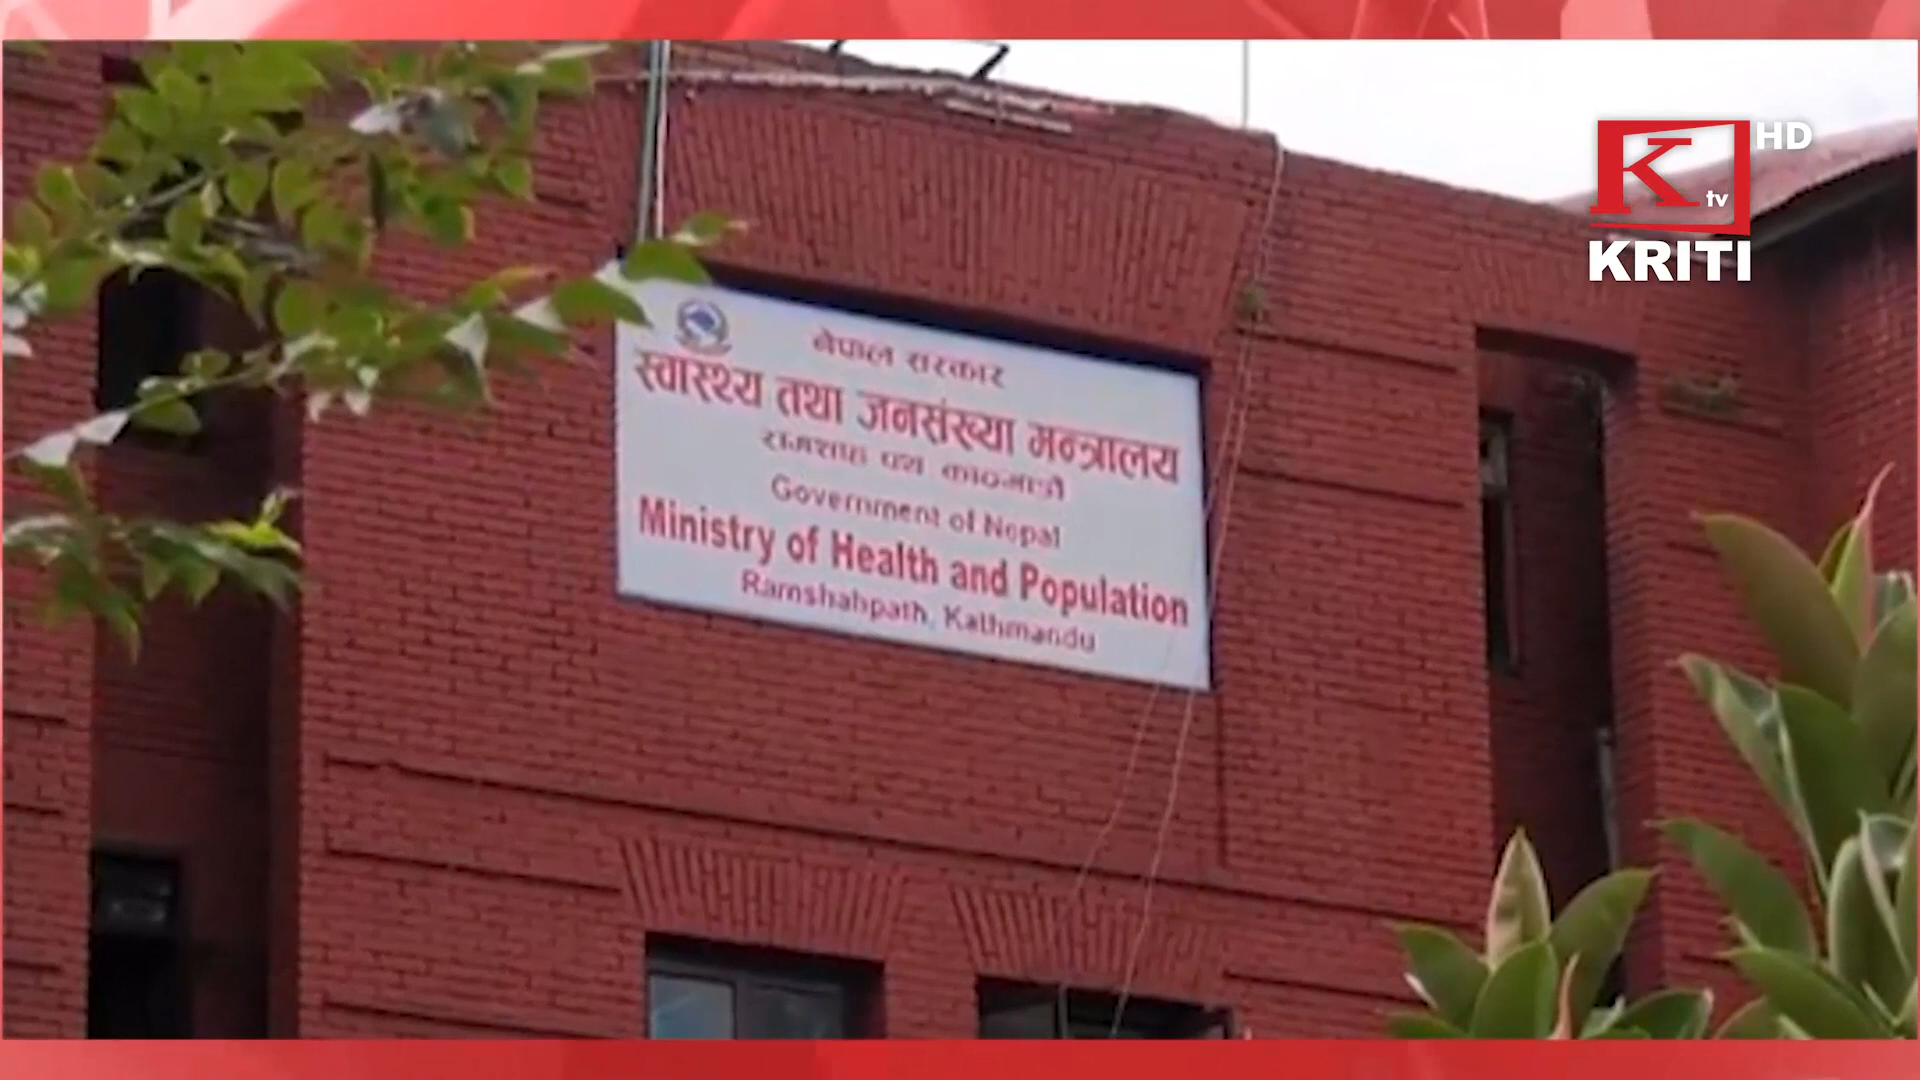 नेपाल सरकार
स्वास्थ्य तथा जनसंख्या मन्त्रालय
रामशाह पथ काठमाडौं
Government of Nepal
Ministry of Health and Population
Ramshahpath, Kathmandu
K tv HD
KRITI